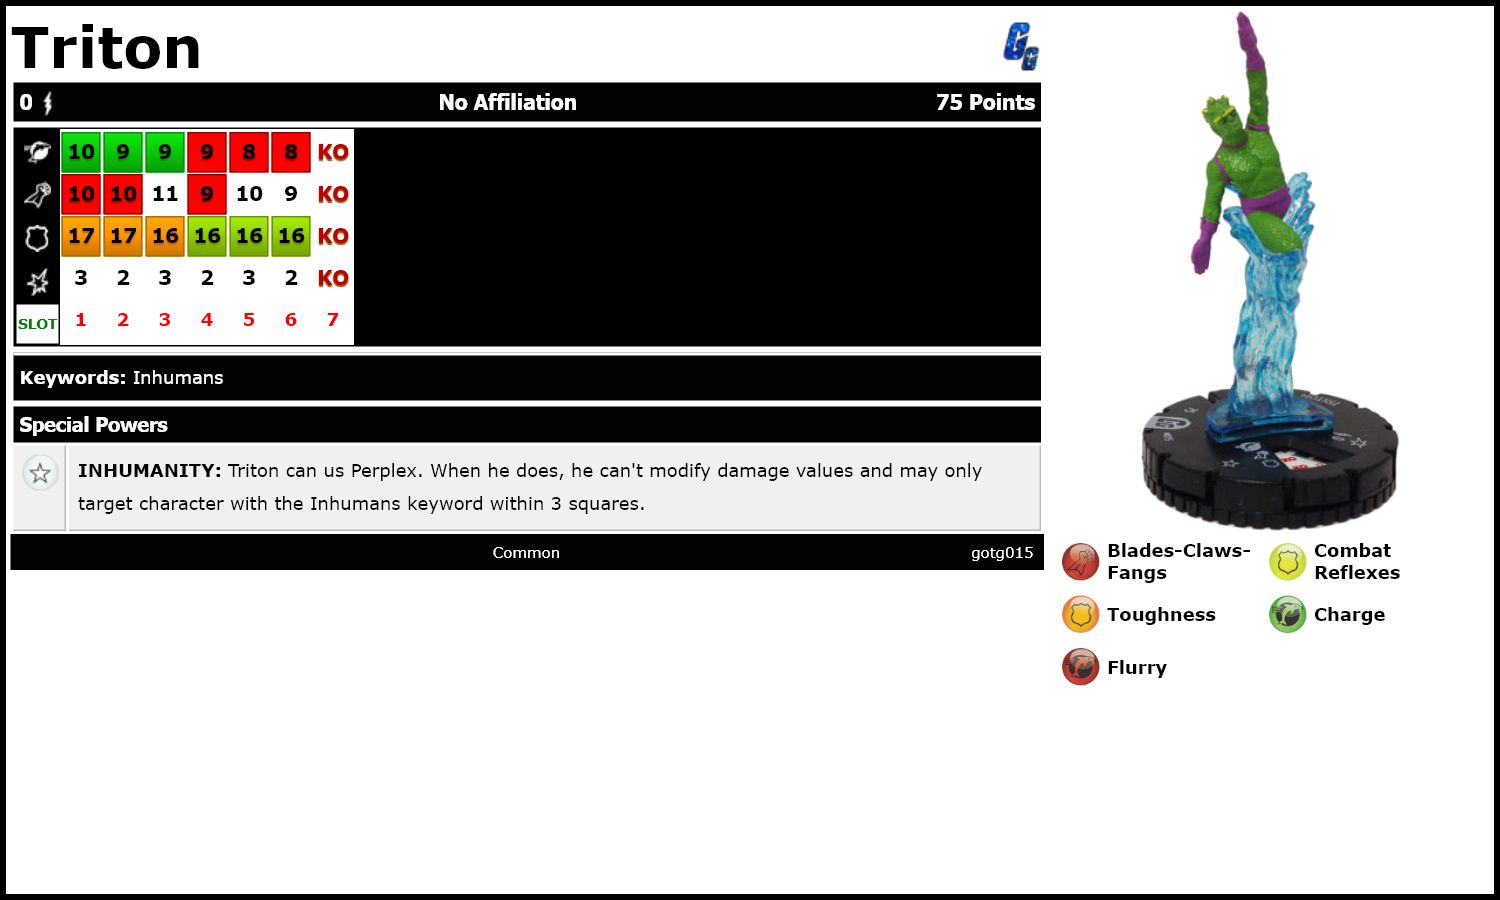 Triton
GG
0 No Affiliation 75 Points
10 9 9 9 8 8 KO
10 10 11 9 10 9 KO
17 17 16 16 16 16 KO
3 2 3 2 3 2 KO
SLOT 1 2 3 4 5 6 7
Keywords: Inhumans
Special Powers
INHUMANITY: Triton can us Perplex. When he does, he can't modify damage values and may only
target character with the Inhumans keyword within 3 squares.
Common gotg015
TRITON
Blades-Claws-
Fangs
Combat
Reflexes
Toughness
Charge
Flurry